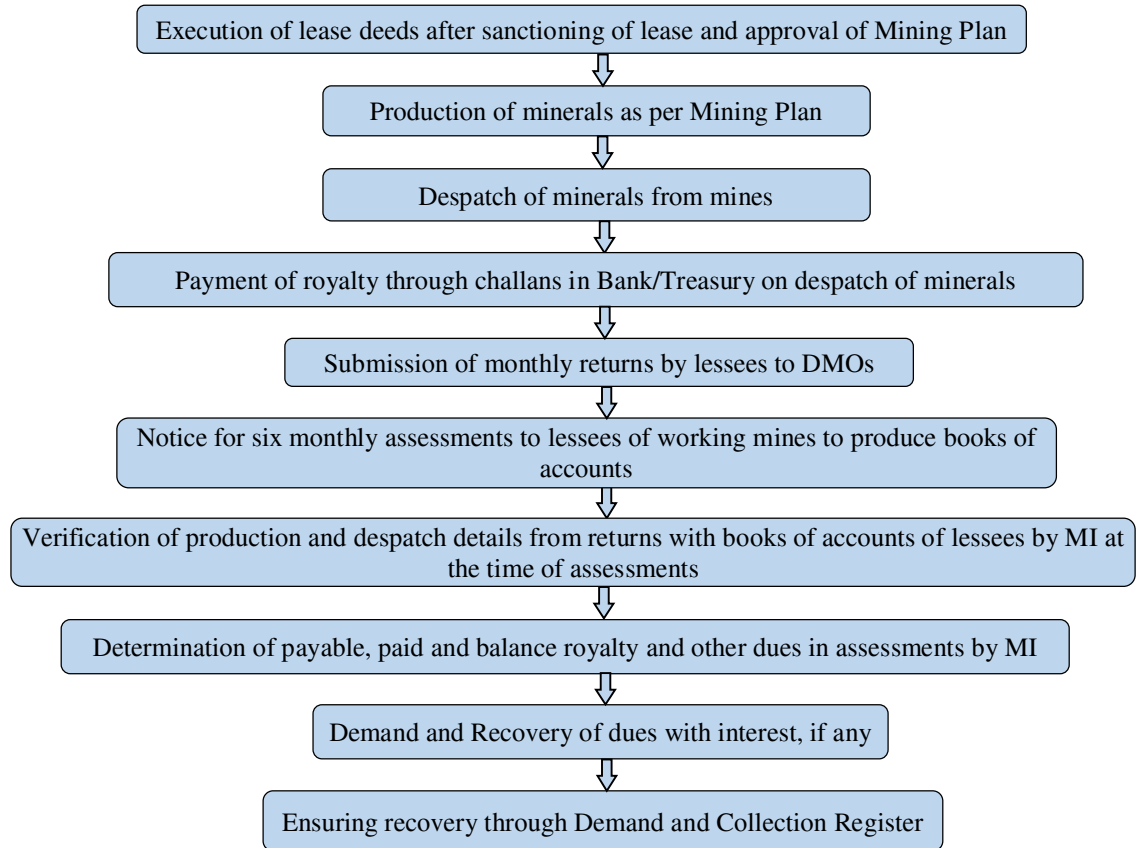 Execution of lease deeds after sanctioning of lease and approval of Mining Plan
Production of minerals as per Mining Plan
Despatch of minerals from mines
Payment of royalty through challans in Bank/Treasury on despatch of minerals
Submission of monthly returns by lessees to DMOs
Notice for six monthly assessments to lessees of working mines to produce books of
accounts
Verification of production and despatch details from returns with books of accounts of lessees by MI at
the time of assessments
Determination of payable, paid and balance royalty and other dues in assessments by MI
Demand and Recovery of dues with interest, if any
Ensuring recovery through Demand and Collection Register